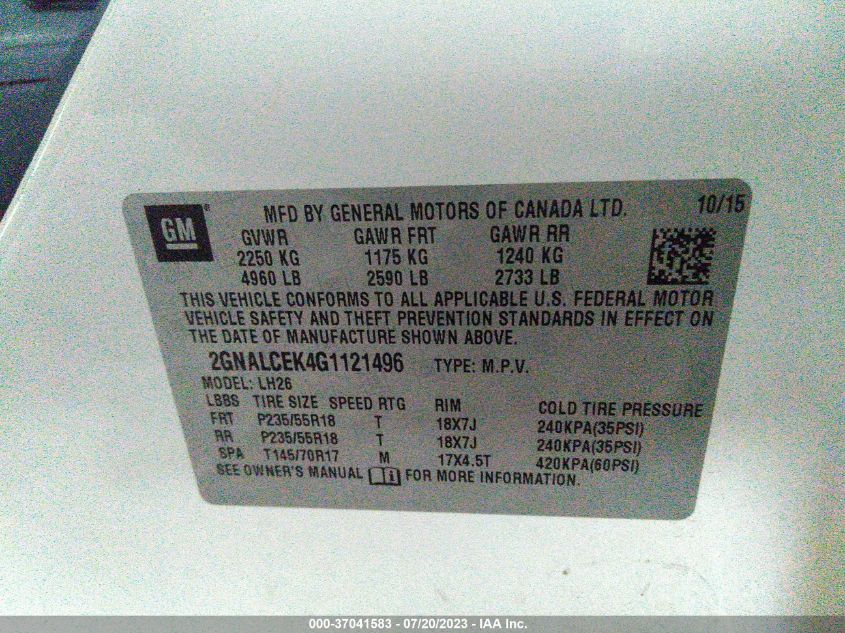 GM® MFD BY GENERAL MOTORS OF CANADA LTD. 10/15
GVWR GAWR FRT GAWR RR
2250 KG 1175 KG 1240 KG
4960 LB 2590 LB 2733 LB
THIS VEHICLE CONFORMS TO ALL APPLICABLE U.S. FEDERAL MOTOR
VEHICLE SAFETY AND THEFT PREVENTION STANDARDS IN EFFECT ON
THE DATE OF MANUFACTURE SHOWN ABOVE.
2GNALCEK4G1121496 TYPE: M.P.V.
MODEL: LH26
LBBS TIRE SIZE SPEED RTG RIM COLD TIRE PRESSURE
FRT P235/55R18 T 18X7J 240KPA(35PSI)
RR P235/55R18 T 18X7J 240KPA(35PSI)
SPA T145/70R17 M 17X4.5T 420KPA(60PSI)
SEE OWNER'S MANUAL i FOR MORE INFORMATION.
000-37041583 - 07/20/2023 - IAA Inc.